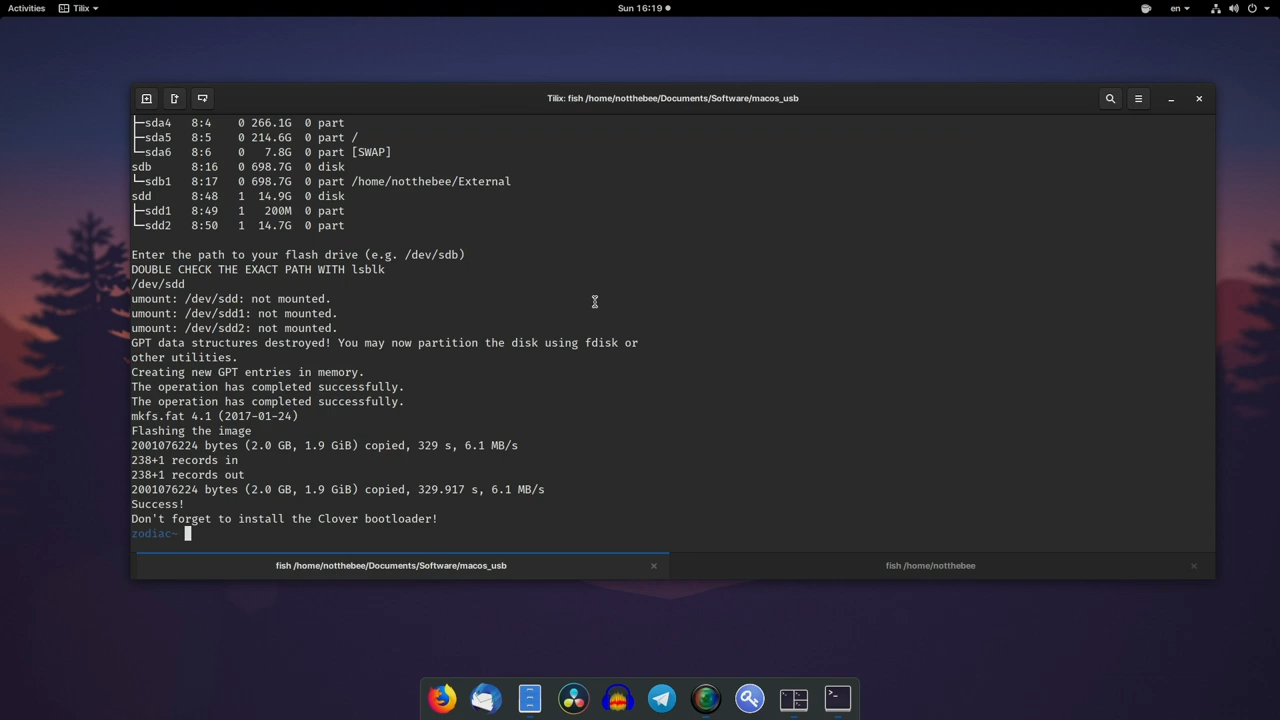 Activities Tilix Sun 16:19 en
Tilix: fish /home/notthebee/Documents/Software/macos_usb
├─sda4 8:4 0 266.1G 0 part
├─sda5 8:5 0 214.6G 0 part /
└─sda6 8:6 0 7.8G 0 part [SWAP]
sdb 8:16 0 698.7G 0 disk
└─sdb1 8:17 0 698.7G 0 part /home/notthebee/External
sdd 8:48 1 14.9G 0 disk
├─sdd1 8:49 1 200M 0 part
└─sdd2 8:50 1 14.7G 0 part
Enter the path to your flash drive (e.g. /dev/sdb)
DOUBLE CHECK THE EXACT PATH WITH lsblk
/dev/sdd
umount: /dev/sdd: not mounted.
umount: /dev/sdd1: not mounted.
umount: /dev/sdd2: not mounted.
GPT data structures destroyed! You may now partition the disk using fdisk or
other utilities.
Creating new GPT entries in memory.
The operation has completed successfully.
The operation has completed successfully.
mkfs.fat 4.1 (2017-01-24)
Flashing the image
2001076224 bytes (2.0 GB, 1.9 GiB) copied, 329 s, 6.1 MB/s
238+1 records in
238+1 records out
2001076224 bytes (2.0 GB, 1.9 GiB) copied, 329.917 s, 6.1 MB/s
Success!
Don't forget to install the Clover bootloader!
zodiac~
fish /home/notthebee/Documents/Software/macos_usb fish /home/notthebee